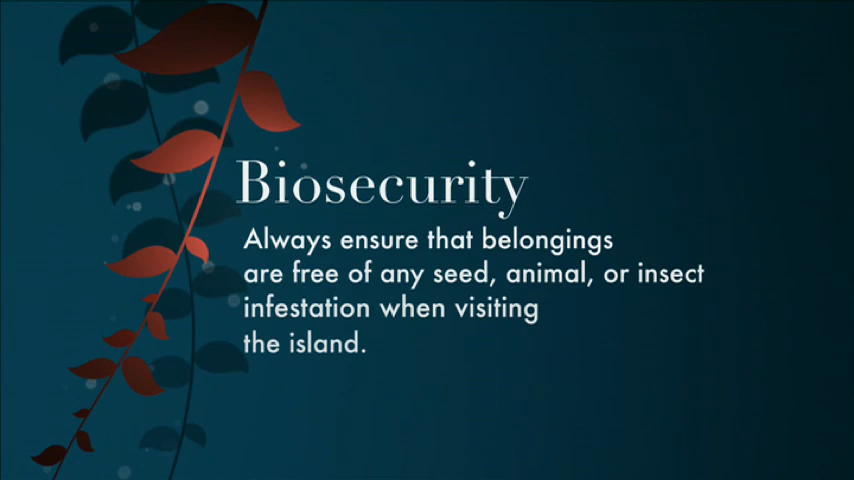 Biosecurity
Always ensure that belongings
are free of any seed, animal, or insect
infestation when visiting
the island.